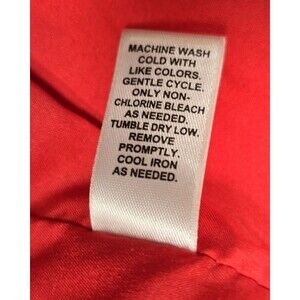 MACHINE WASH
COLD WITH
LIKE COLORS.
GENTLE CYCLE.
ONLY NON-
CHLORINE BLEACH
AS NEEDED.
TUMBLE DRY LOW.
REMOVE
PROMPTLY.
COOL IRON
AS NEEDED.